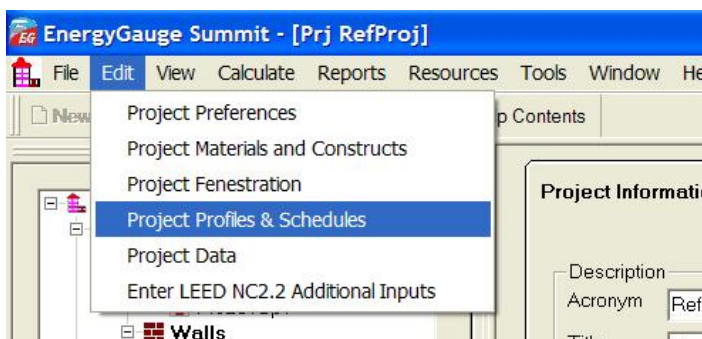 EnergyGauge Summit - [Prj RefProj]
File Edit View Calculate Reports Resources Tools Window He
New p Contents
Project Preferences
Project Materials and Constructs
Project Fenestration
Project Profiles & Schedules
Project Data
Enter LEED NC2.2 Additional Inputs
Walls
Project Informati
Description
Acronym Ref